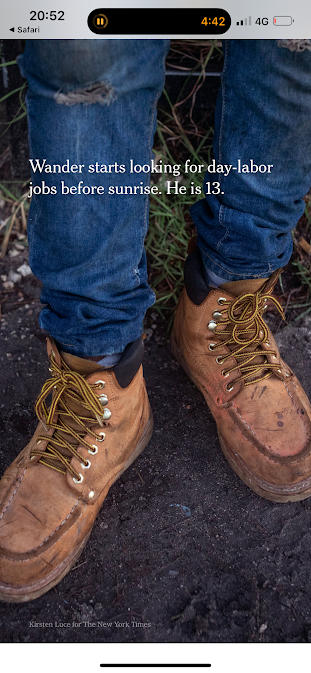 20:52
4:42
4G
◀ Safari
Wander starts looking for day-labor
jobs before sunrise. He is 13.
Kirsten Luce for The New York Times